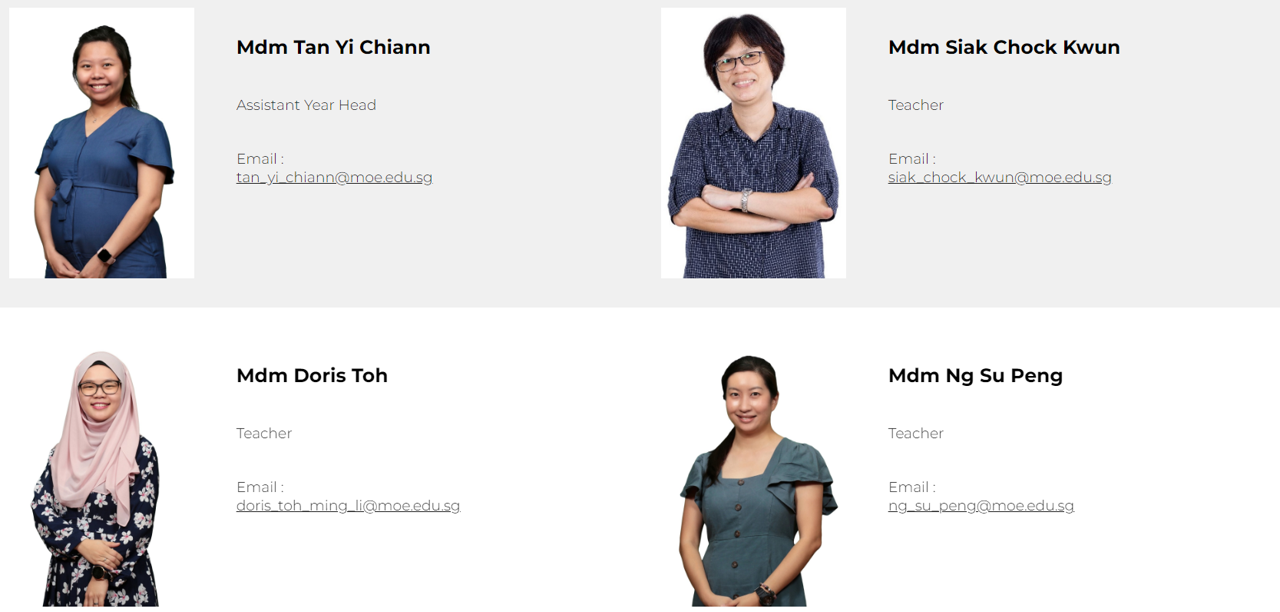 Mdm Tan Yi Chiann
Assistant Year Head
Email :
tan_yi_chiann@moe.edu.sg
Mdm Siak Chock Kwun
Teacher
Email :
siak_chock_kwun@moe.edu.sg
Mdm Doris Toh
Teacher
Email :
doris_toh_ming_li@moe.edu.sg
Mdm Ng Su Peng
Teacher
Email :
ng_su_peng@moe.edu.sg